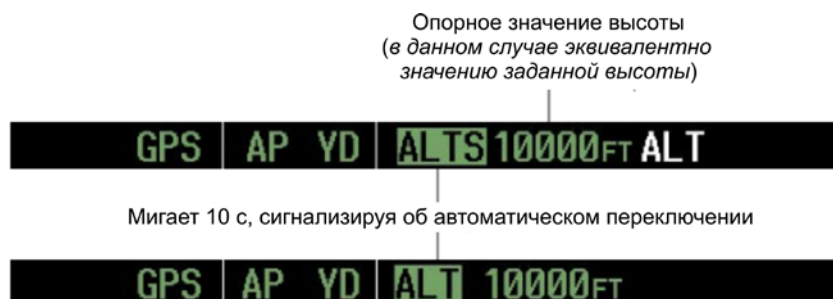 Опорное значение высоты
(в данном случае эквивалентно
значению заданной высоты)
GPS AP YD ALTS 10000FT ALT
Мигает 10 с, сигнализируя об автоматическом переключении
GPS AP YD ALT 10000FT